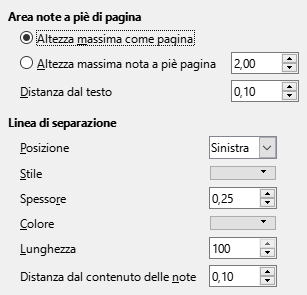 Area note a piè di pagina
Altezza massima come pagina
Altezza massima nota a piè pagina 2,00
Distanza dal testo 0,10
Linea di separazione
Posizione Sinistra
Stile
Spessore 0,25
Colore
Lunghezza 100
Distanza dal contenuto delle note 0,10